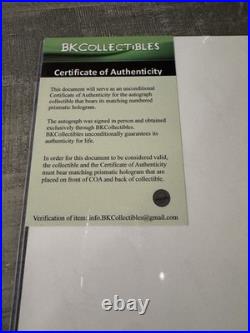 BKCOLLECTIBLES
Certificate of Authenticity
This document will serve as an unconditional
Certificate of Authenticity for the autograph
collectible that bears its matching numbered
prismatic hologram.
The autograph was signed in person and obtained
exclusively through BKCollectibles.
BKCollectibles unconditionally guarantees its
authenticity for life.
In order for this document to be considered valid,
the collectible and the Certificate of Authenticity
must bear matching prismatic hologram that are
placed on front of COA and back of collectible.
Verification of item: info.BKCollectibles@gmail.com